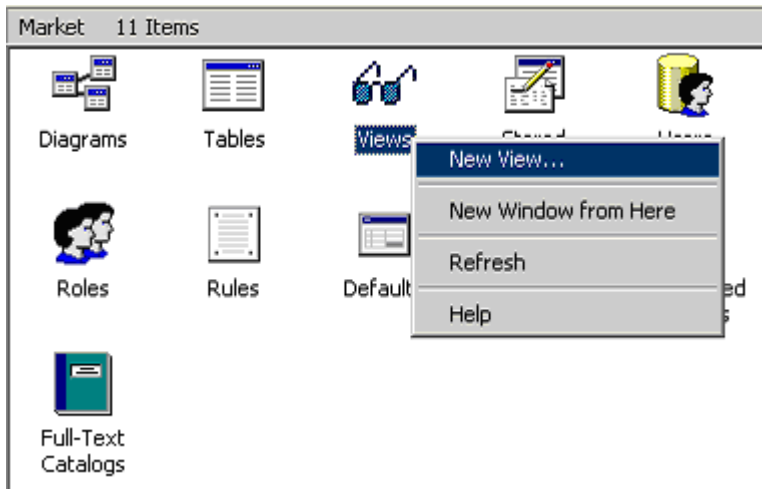 Market 11 Items
Diagrams Tables Views
New View...
New Window from Here
Refresh
Help
Roles Rules Default
ed
Full-Text
Catalogs